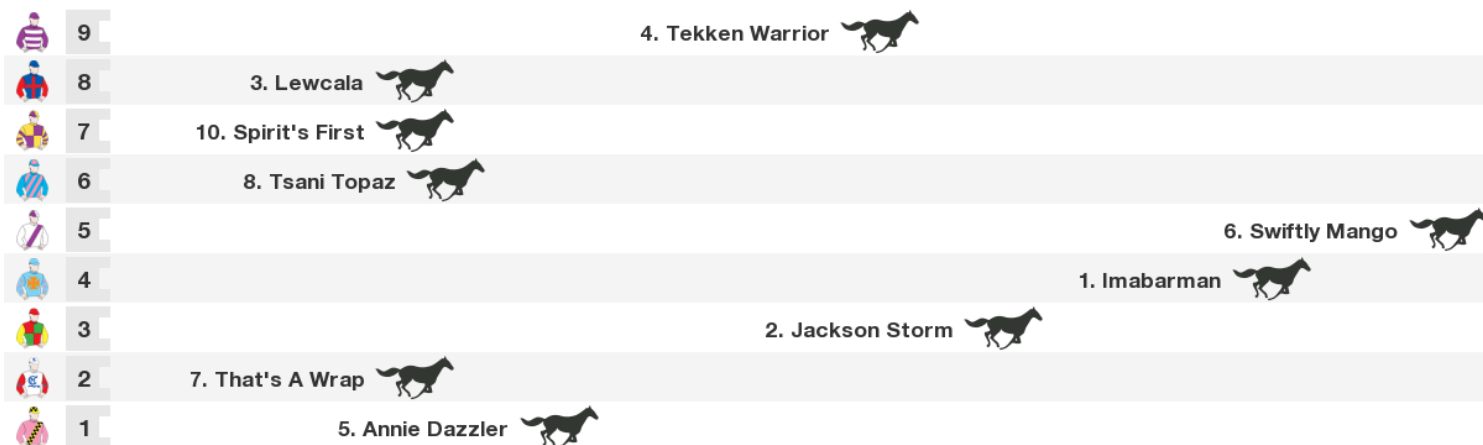 9 4. Tekken Warrior
8 3. Lewcala
7 10. Spirit's First
6 8. Tsani Topaz
5 6. Swiftly Mango
4 1. Imabarman
3 2. Jackson Storm
2 7. That's A Wrap
1 5. Annie Dazzler